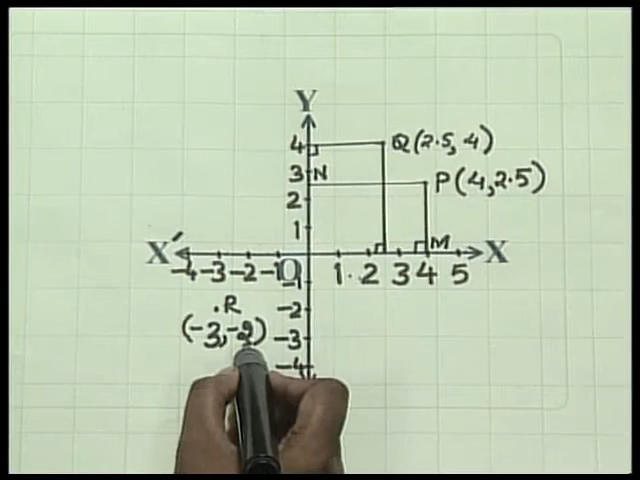 Y
4 Q(2.5, 4)
3 N P(4,2.5)
2
1
X' -4 -3 -2 -1 O 1 2 3 4 5 M X
-1
.R -2
(-3,-2) -3
-4